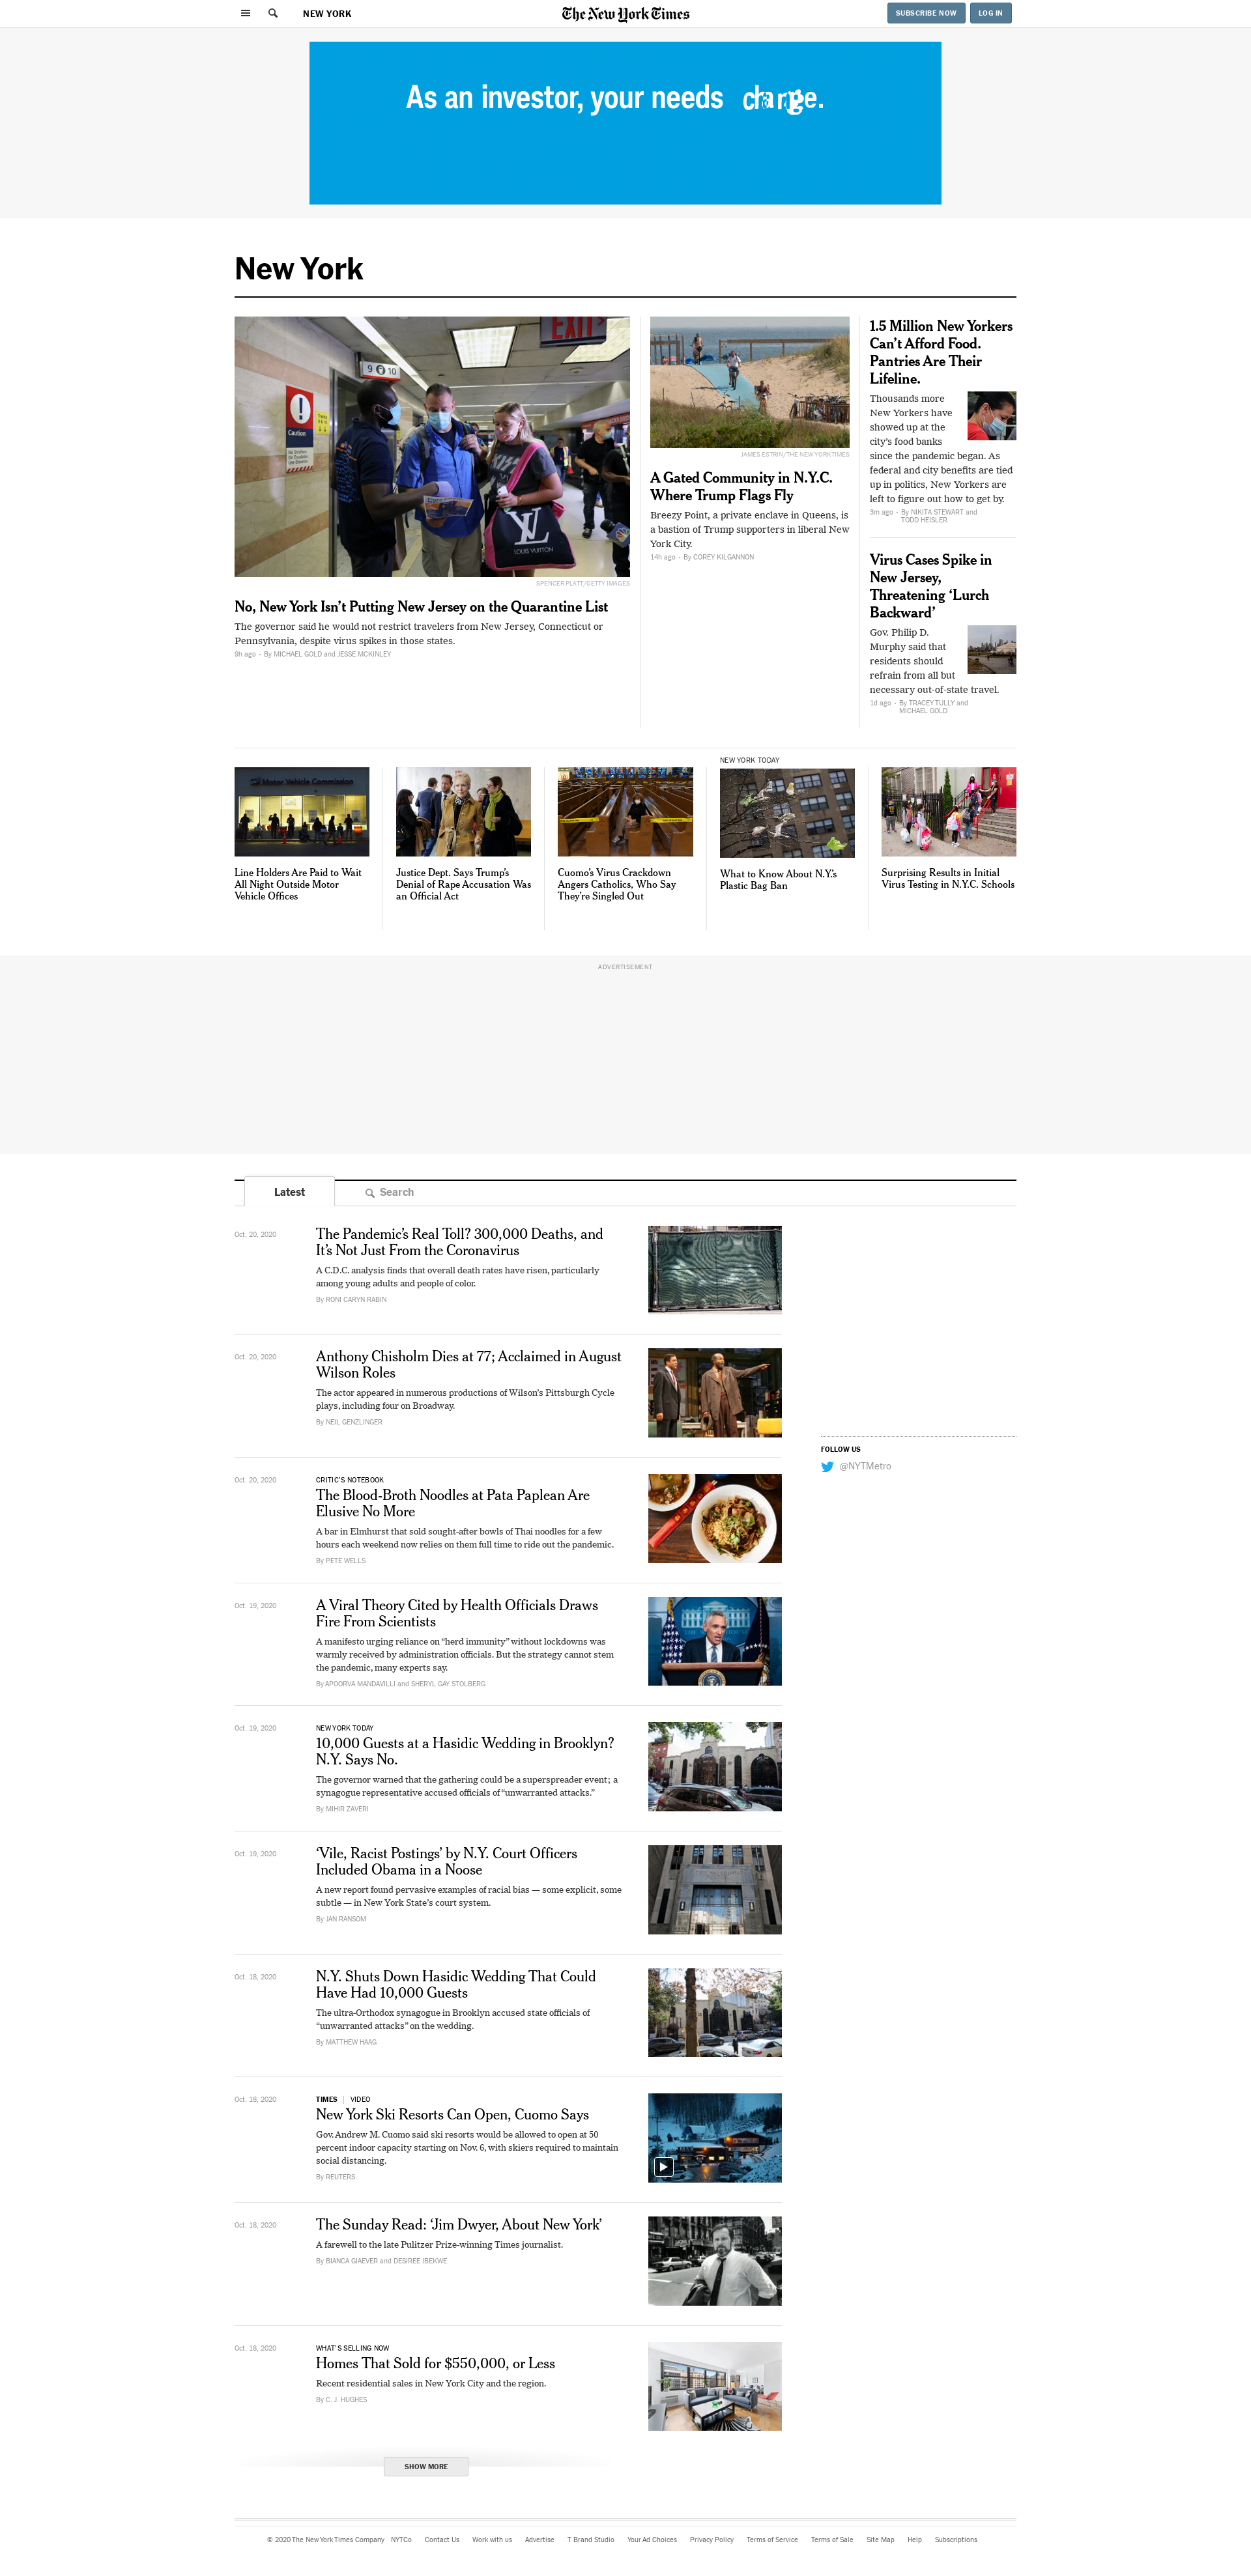 NEW YORK
The New York Times
SUBSCRIBE NOW
LOG IN
As an investor, your needs
New York
EXIT
9 10
Caution
LOUIS VUITTON
SPENCER PLATT/GETTY IMAGES
No, New York Isn’t Putting New Jersey on the Quarantine List
The governor said he would not restrict travelers from New Jersey, Connecticut or
Pennsylvania, despite virus spikes in those states.
9h ago • By MICHAEL GOLD and JESSE MCKINLEY
JAMES ESTRIN/THE NEW YORK TIMES
A Gated Community in N.Y.C.
Where Trump Flags Fly
Breezy Point, a private enclave in Queens, is
a bastion of Trump supporters in liberal New
York City.
14h ago • By COREY KILGANNON
1.5 Million New Yorkers
Can’t Afford Food.
Pantries Are Their
Lifeline.
Thousands more
New Yorkers have
showed up at the
city’s food banks
since the pandemic began. As
federal and city benefits are tied
up in politics, New Yorkers are
left to figure out how to get by.
3m ago • By NIKITA STEWART and
TODD HEISLER
Virus Cases Spike in
New Jersey,
Threatening ‘Lurch
Backward’
Gov. Philip D.
Murphy said that
residents should
refrain from all but
necessary out-of-state travel.
1d ago • By TRACEY TULLY and
MICHAEL GOLD
Motor Vehicle Commission
Line Holders Are Paid to Wait
All Night Outside Motor
Vehicle Offices
Justice Dept. Says Trump’s
Denial of Rape Accusation Was
an Official Act
Cuomo’s Virus Crackdown
Angers Catholics, Who Say
They’re Singled Out
NEW YORK TODAY
What to Know About N.Y.’s
Plastic Bag Ban
Surprising Results in Initial
Virus Testing in N.Y.C. Schools
ADVERTISEMENT
Latest
Search
Oct. 20, 2020
The Pandemic’s Real Toll? 300,000 Deaths, and
It’s Not Just From the Coronavirus
A C.D.C. analysis finds that overall death rates have risen, particularly
among young adults and people of color.
By RONI CARYN RABIN
Oct. 20, 2020
Anthony Chisholm Dies at 77; Acclaimed in August
Wilson Roles
The actor appeared in numerous productions of Wilson’s Pittsburgh Cycle
plays, including four on Broadway.
By NEIL GENZLINGER
FOLLOW US
@NYTMetro
Oct. 20, 2020
CRITIC’S NOTEBOOK
The Blood-Broth Noodles at Pata Paplean Are
Elusive No More
A bar in Elmhurst that sold sought-after bowls of Thai noodles for a few
hours each weekend now relies on them full time to ride out the pandemic.
By PETE WELLS
Oct. 19, 2020
A Viral Theory Cited by Health Officials Draws
Fire From Scientists
A manifesto urging reliance on “herd immunity” without lockdowns was
warmly received by administration officials. But the strategy cannot stem
the pandemic, many experts say.
By APOORVA MANDAVILLI and SHERYL GAY STOLBERG
Oct. 19, 2020
NEW YORK TODAY
10,000 Guests at a Hasidic Wedding in Brooklyn?
N.Y. Says No.
The governor warned that the gathering could be a superspreader event; a
synagogue representative accused officials of “unwarranted attacks.”
By MIHIR ZAVERI
Oct. 19, 2020
‘Vile, Racist Postings’ by N.Y. Court Officers
Included Obama in a Noose
A new report found pervasive examples of racial bias — some explicit, some
subtle — in New York State’s court system.
By JAN RANSOM
Oct. 18, 2020
N.Y. Shuts Down Hasidic Wedding That Could
Have Had 10,000 Guests
The ultra-Orthodox synagogue in Brooklyn accused state officials of
“unwarranted attacks” on the wedding.
By MATTHEW HAAG
Oct. 18, 2020
TIMES | VIDEO
New York Ski Resorts Can Open, Cuomo Says
Gov. Andrew M. Cuomo said ski resorts would be allowed to open at 50
percent indoor capacity starting on Nov. 6, with skiers required to maintain
social distancing.
By REUTERS
Oct. 18, 2020
The Sunday Read: ‘Jim Dwyer, About New York’
A farewell to the late Pulitzer Prize-winning Times journalist.
By BIANCA GIAEVER and DESIREE IBEKWE
Oct. 18, 2020
WHAT’S SELLING NOW
Homes That Sold for $550,000, or Less
Recent residential sales in New York City and the region.
By C. J. HUGHES
SHOW MORE
© 2020 The New York Times Company NYTCo Contact Us Work with us Advertise T Brand Studio Your Ad Choices Privacy Policy Terms of Service Terms of Sale Site Map Help Subscriptions